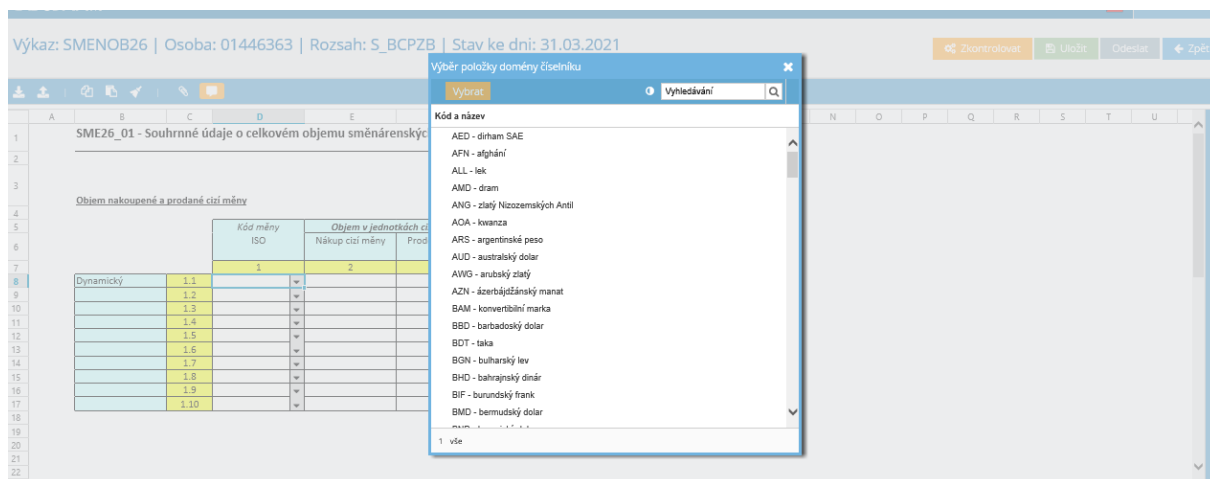 Výkaz: SMENOB26 | Osoba: 01446363 | Rozsah: S_BCPZB | Stav ke dni: 31.03.2021
Zkontrolovat Uložit Odeslat Zpět
Výběr položky domény číselníku
Vybrat Vyhledávání
Kód a název
AED - dirham SAE
AFN - afghání
ALL - lek
AMD - dram
ANG - zlatý Nizozemských Antil
AOA - kwanza
ARS - argentinské peso
AUD - australský dolar
AWG - arubský zlatý
AZN - ázerbájdžánský manat
BAM - konvertibilní marka
BBD - barbadoský dolar
BDT - taka
BGN - bulharský lev
BHD - bahrajnský dinár
BIF - burundský frank
BMD - bermudský dolar
1 vše
A B C D E N O P Q R S T U
1 SME26_01 - Souhrnné údaje o celkovém objemu směnárenskýc
2
3 Objem nakoupené a prodané cizí měny
4
5 Kód měny Objem v jednotkách ci
6 ISO Nákup cizí měny Prod
7 1 2
8 Dynamický 1.1
9 1.2
10 1.3
11 1.4
12 1.5
13 1.6
14 1.7
15 1.8
16 1.9
17 1.10
18
19
20
21
22